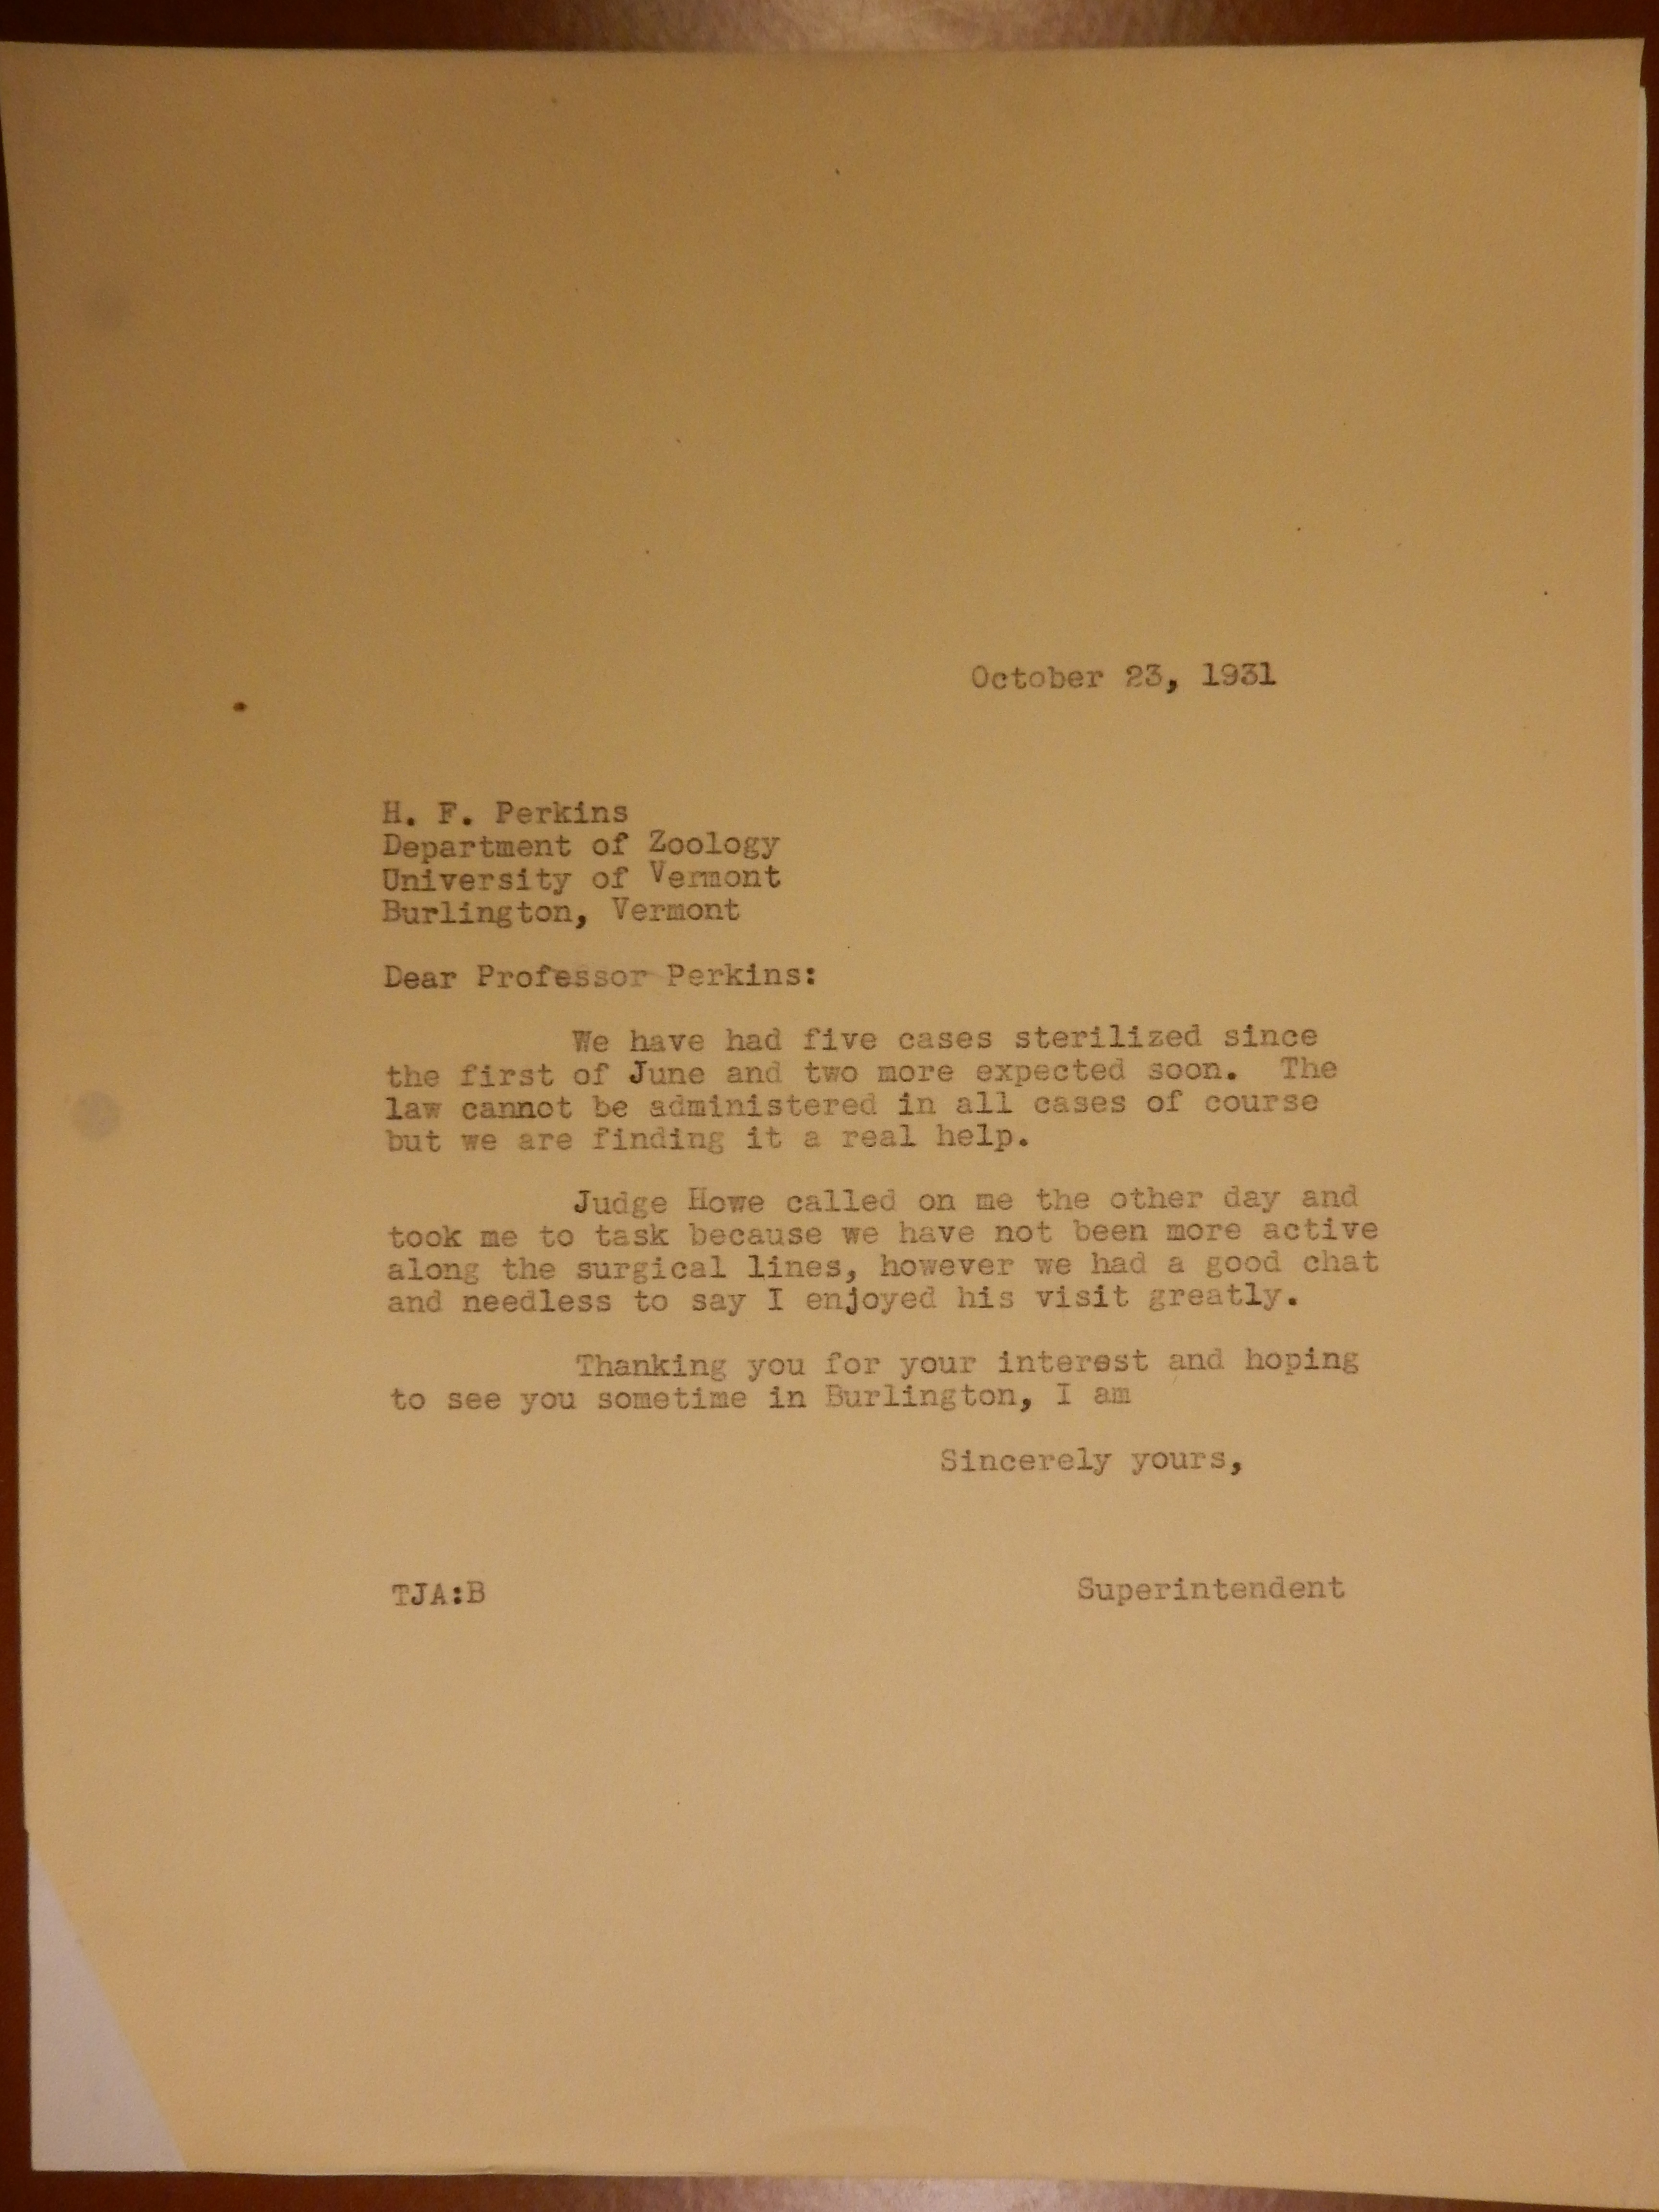 October 23, 1931
H. F. Perkins
Department of Zoology
University of Vermont
Burlington, Vermont
Dear Professor Perkins:
We have had five cases sterilized since
the first of June and two more expected soon. The
law cannot be administered in all cases of course
but we are finding it a real help.
Judge Howe called on me the other day and
took me to task because we have not been more active
along the surgical lines, however we had a good chat
and needless to say I enjoyed his visit greatly.
Thanking you for your interest and hoping
to see you sometime in Burlington, I am
Sincerely yours,
TJA:B Superintendent